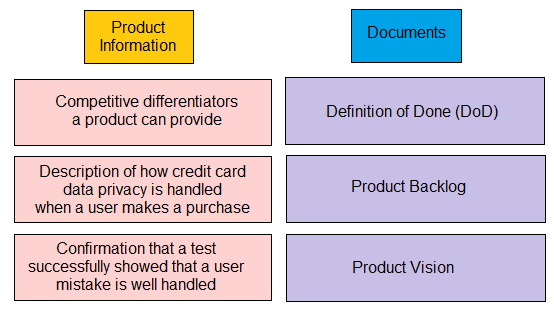 Product
Information
Documents
Competitive differentiators
a product can provide
Definition of Done (DoD)
Description of how credit card
data privacy is handled
when a user makes a purchase
Product Backlog
Confirmation that a test
successfully showed that a user
mistake is well handled
Product Vision